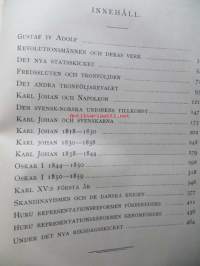 INNEHÅLL.
GUSTAF IV ADOLF
REVOLUTIONSMÄNNEN OCH DERAS VERK
DET NYA STATSSKICKET
FREDSSLUTEN OCH TRONFÖLJDEN
DET ANDRA TRONFÖLJAREVALET
KARL JOHAN OCH NAPOLEON
DEN SVENSK-NORSKA UNIONENS TILLKOMST
KARL JOHAN OCH SVENSKARNA
KARL JOHAN 1818—1830
KARL JOHAN 1830—1838
KARL JOHAN 1838—1844
OSKAR I 1844—1850
OSKAR I 1850—1859
KARL XV:S FÖRSTA ÅR
SKANDINAVISMEN OCH DE DANSKA KRIGEN
HURU REPRESENTATIONSREFORMEN FÖRBEREDDES
HURU REPRESENTATIONSREFORMEN GENOMFÖRDES
UNDER DET NYA RIKSDAGSSKICKET 464